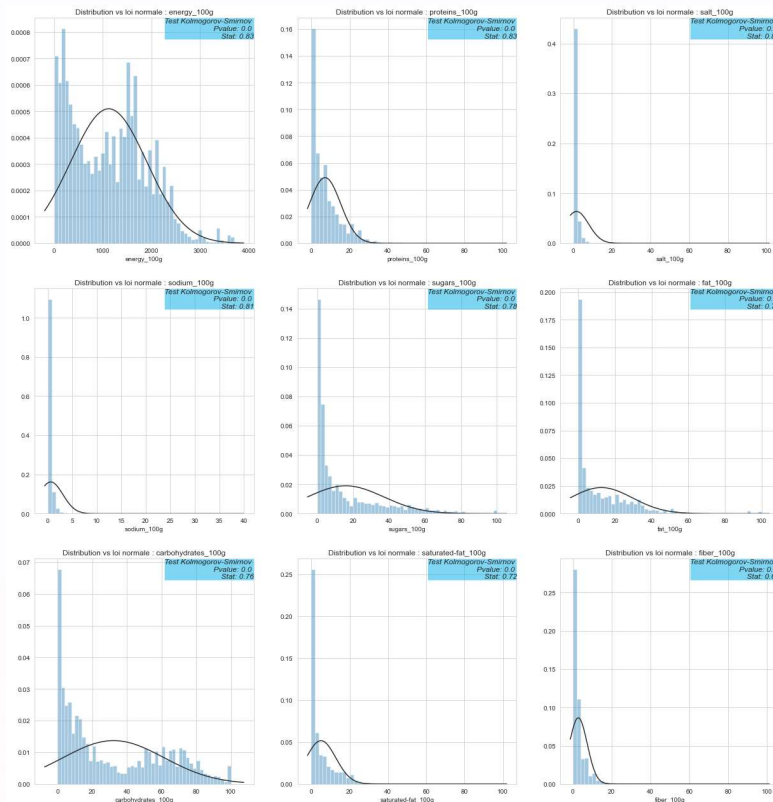 Distribution vs loi normale : energy_100g
Test Kolmogorov-Smirnov
Pvalue: 0.0
Stat: 0.83
0.0008
0.0007
0.0006
0.0005
0.0004
0.0003
0.0002
0.0001
0.0000
0 1000 2000 3000 4000
energy_100g
Distribution vs loi normale : proteins_100g
Test Kolmogorov-Smirnov
Pvalue: 0.0
Stat: 0.83
0.16
0.14
0.12
0.10
0.08
0.06
0.04
0.02
0.00
0 20 40 60 80 100
proteins_100g
Distribution vs loi normale : salt_100g
Test Kolmogorov-Smirnov
Pvalue:
Stat:
0.4
0.3
0.2
0.1
0.0
0 20 40 60 80 100
salt_100g
Distribution vs loi normale : sodium_100g
Test Kolmogorov-Smirnov
Pvalue: 0.0
Stat: 0.81
1.0
0.8
0.6
0.4
0.2
0.0
0 5 10 15 20 25 30 35 40
sodium_100g
Distribution vs loi normale : sugars_100g
Test Kolmogorov-Smirnov
Pvalue: 0.0
Stat: 0.78
0.14
0.12
0.10
0.08
0.06
0.04
0.02
0.00
0 20 40 60 80 100
sugars_100g
Distribution vs loi normale : fat_100g
Test Kolmogorov-Smirnov
Pvalue:
Stat:
0.200
0.175
0.150
0.125
0.100
0.075
0.050
0.025
0.000
0 20 40 60 80 100
fat_100g
Distribution vs loi normale : carbohydrates_100g
Test Kolmogorov-Smirnov
Pvalue: 0.0
Stat: 0.76
0.07
0.06
0.05
0.04
0.03
0.02
0.01
0.00
0 20 40 60 80 100
carbohydrates_100g
Distribution vs loi normale : saturated-fat_100g
Test Kolmogorov-Smirnov
Pvalue: 0.0
Stat: 0.72
0.25
0.20
0.15
0.10
0.05
0.00
0 20 40 60 80 100
saturated-fat_100g
Distribution vs loi normale : fiber_100g
Test Kolmogorov-Smirnov
Pvalue:
Stat:
0.25
0.20
0.15
0.10
0.05
0.00
0 20 40 60 80 100
fiber_100g